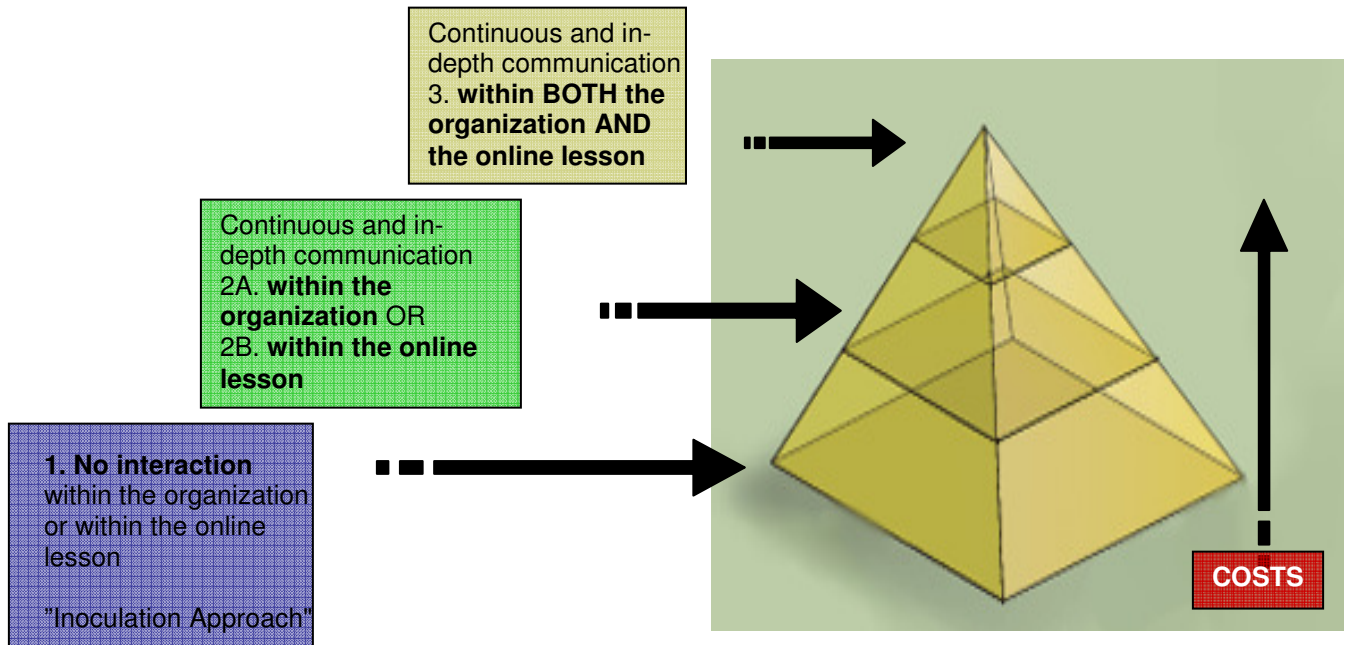 Continuous and in-
depth communication
3. within BOTH the
organization AND
the online lesson
Continuous and in-
depth communication
2A. within the
organization OR
2B. within the online
lesson
1. No interaction
within the organization
or within the online
lesson
"Inoculation Approach"
COSTS